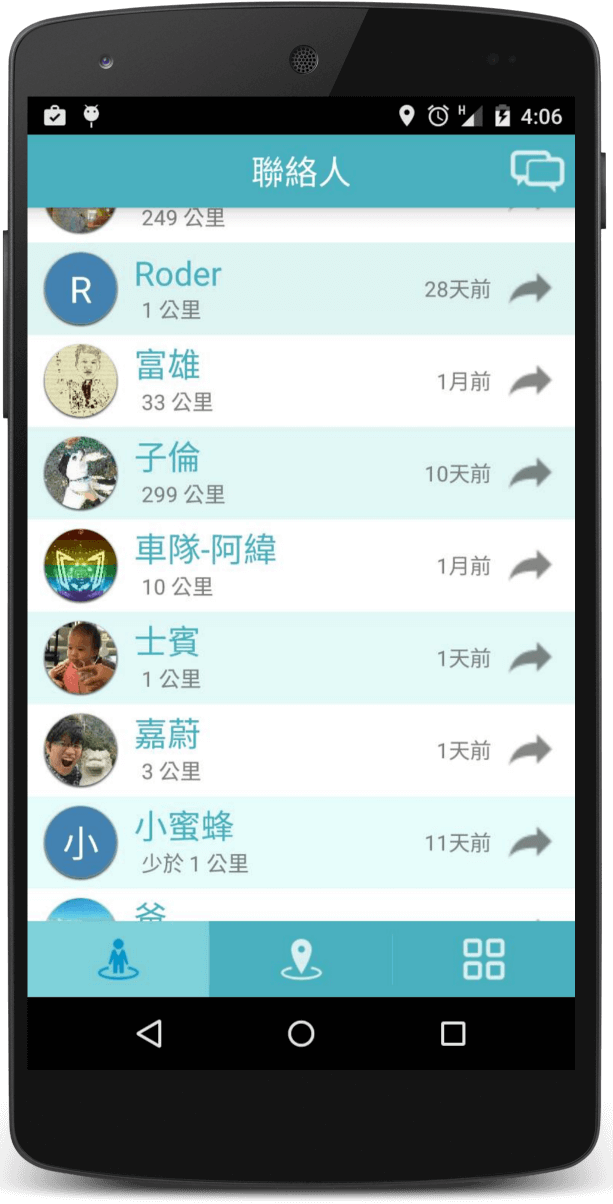 H
4:06
聯絡人
249 公里
R
Roder
28天前
1 公里
富雄
1月前
33 公里
子倫
10天前
299 公里
車隊-阿緯
1月前
10 公里
士賓
1天前
1 公里
嘉蔚
1天前
3 公里
小
小蜜蜂
11天前
少於 1 公里
爸